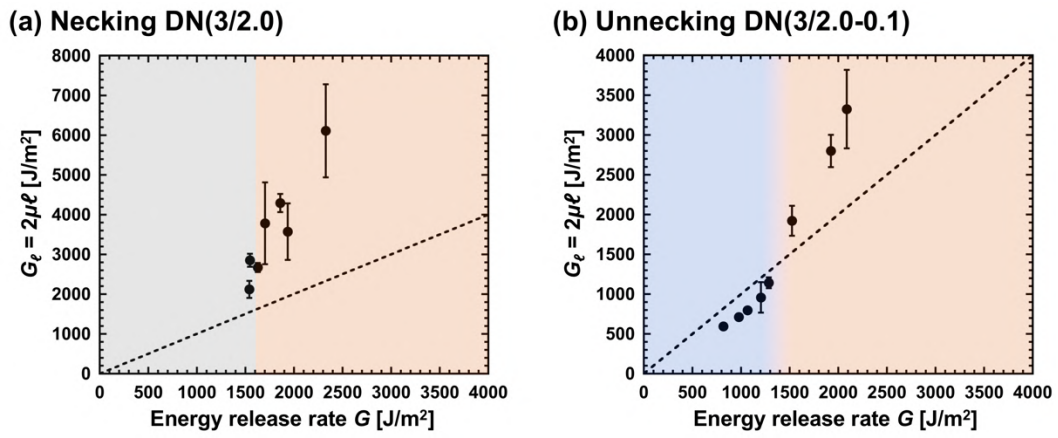 (a) Necking DN(3/2.0)
8000
7000
6000
5000
4000
3000
2000
1000
0
Gℓ = 2μℓ [J/m²]
0 500 1000 1500 2000 2500 3000 3500 4000
Energy release rate G [J/m²]
(b) Unnecking DN(3/2.0-0.1)
4000
3500
3000
2500
2000
1500
1000
500
0
Gℓ = 2μℓ [J/m²]
0 500 1000 1500 2000 2500 3000 3500 4000
Energy release rate G [J/m²]